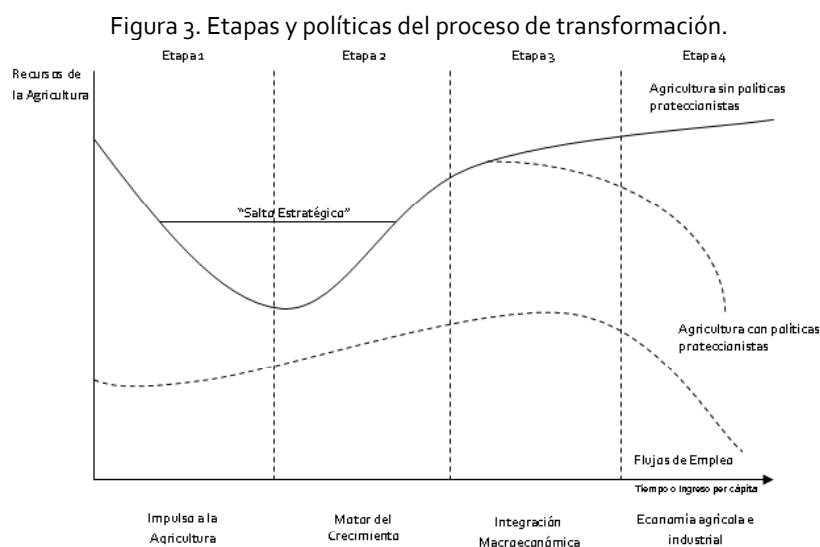 Figura 3. Etapas y políticas del proceso de transformación.
Etapa 1
Etapa 2
Etapa 3
Etapa 4
Recursos de
la Agricultura
Agricultura sin políticas
proteccionistas
"Salto Estratégico"
Agricultura con políticas
proteccionistas
Flujos de Empleo
Tiempo o Ingreso per cápita
Impulso a la
Agricultura
Motor del
Crecimiento
Integración
Macroeconómica
Economía agrícola e
industrial